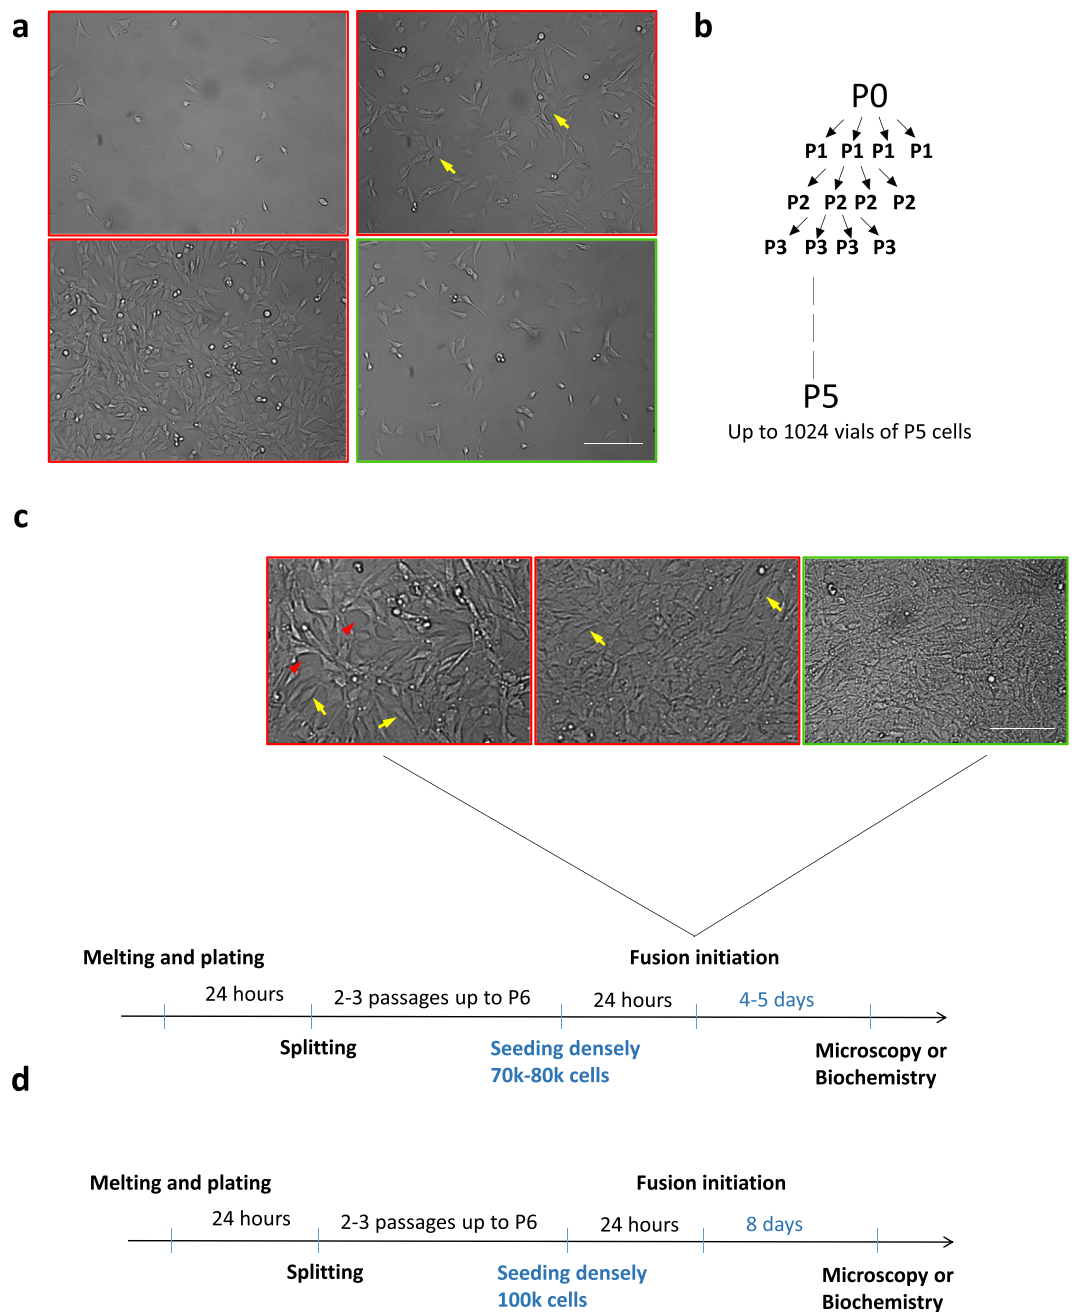 a
b
P0
P1 P1 P1 P1
P2 P2 P2 P2
P3 P3 P3 P3
P5
Up to 1024 vials of P5 cells
c
Melting and plating
Fusion initiation
24 hours
2-3 passages up to P6
24 hours
4-5 days
Splitting
Seeding densely
70k-80k cells
Microscopy or
Biochemistry
d
Melting and plating
Fusion initiation
24 hours
2-3 passages up to P6
24 hours
8 days
Splitting
Seeding densely
100k cells
Microscopy or
Biochemistry